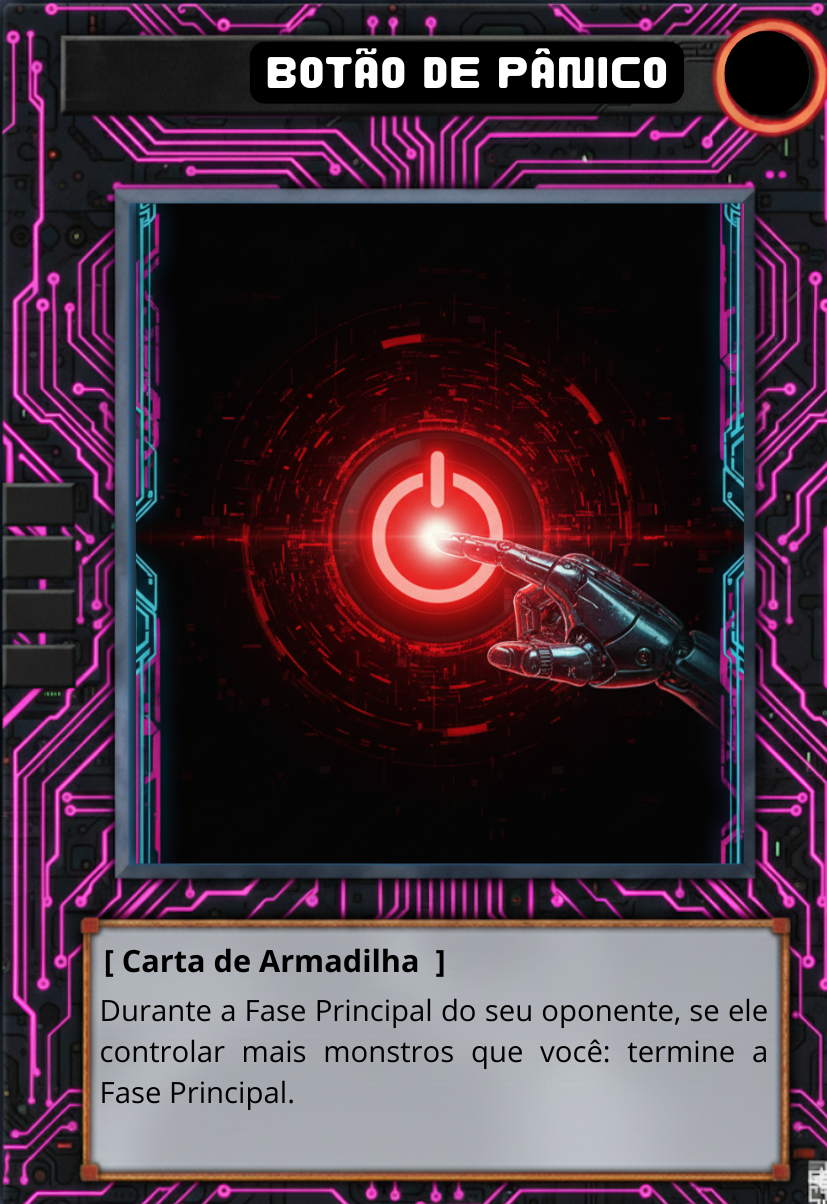 BOTÃO DE PÂNICO
[ Carta de Armadilha ]
Durante a Fase Principal do seu oponente, se ele
controlar mais monstros que você: termine a
Fase Principal.